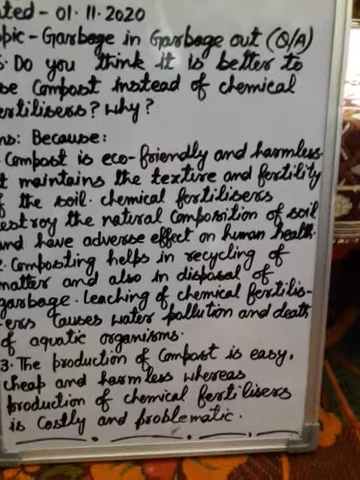 ted - 01.11.2020
pic - Garbage in Garbage out (Q/A)
s. Do you think it is better to
se Compost instead of chemical
ertilisers? why?
ns: Because:
Compost is eco-friendly and harmless.
t maintains the texture and fertility
f the soil. chemical fertilisers
estroy the natural composition of soil
and have adverse effect on human health.
2. Composting helps in recycling of
matter and also in disposal of
garbage. leaching of chemical fertilis-
ers causes water pollution and death
of aquatic organisms.
3. The production of Compost is easy,
cheap and harmless whereas
production of chemical fertilisers
is Costly and problematic.